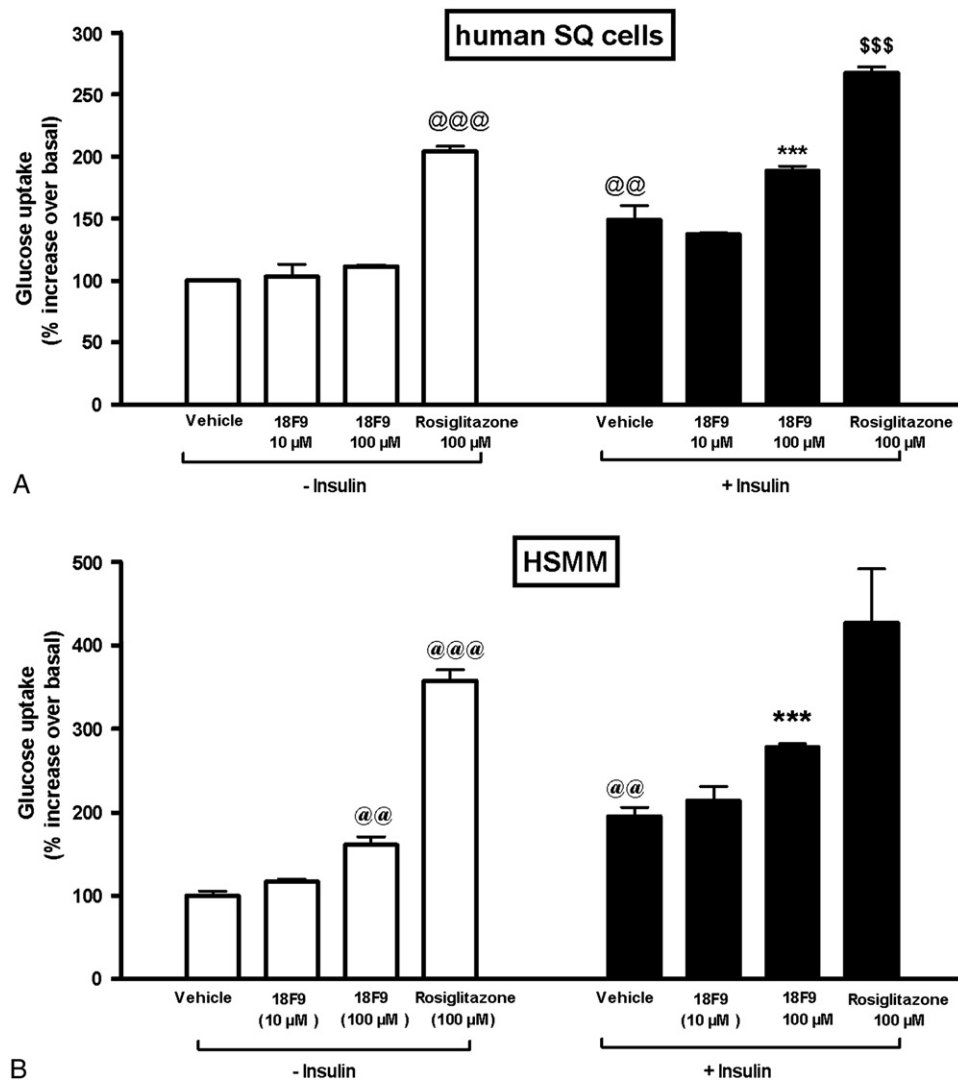 human SQ cells
Glucose uptake
(% increase over basal)
300
250
200
150
100
50
0
@@@
@@
***
$$$
Vehicle
18F9
10 µM
18F9
100 µM
Rosiglitazone
100 µM
Vehicle
18F9
10 µM
18F9
100 µM
Rosiglitazone
100 µM
- Insulin
+ Insulin
A
HSMM
Glucose uptake
(% increase over basal)
500
400
300
200
100
0
@@
@@@
@@
***
Vehicle
18F9
(10 µM )
18F9
(100 µM )
Rosiglitazone
(100 µM)
Vehicle
18F9
(10 µM )
18F9
100 µM
Rosiglitazone
100 µM
- Insulin
+ Insulin
B